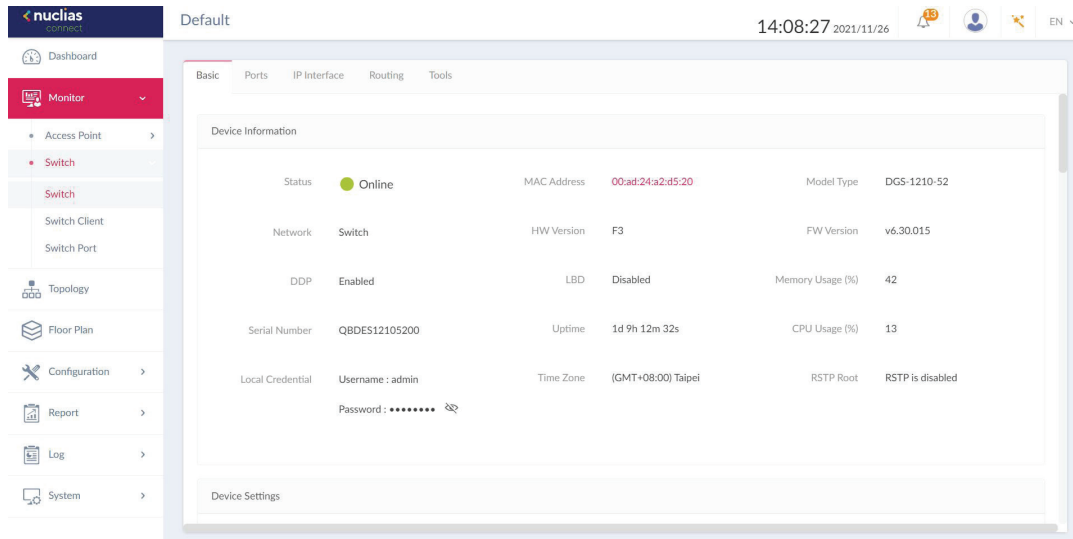 nuclias
connect
Default
14:08:27 2021/11/26
13
EN
Dashboard
Monitor
Access Point
Switch
Switch
Switch Client
Switch Port
Topology
Floor Plan
Configuration
Report
Log
System
Basic Ports IP Interface Routing Tools
Device Information
Status Online MAC Address 00:ad:24:a2:d5:20 Model Type DGS-1210-52
Network Switch HW Version F3 FW Version v6.30.015
DDP Enabled LBD Disabled Memory Usage (%) 42
Serial Number QBDES12105200 Uptime 1d 9h 12m 32s CPU Usage (%) 13
Local Credential Username : admin Time Zone (GMT+08:00) Taipei RSTP Root RSTP is disabled
Password : ••••••••
Device Settings